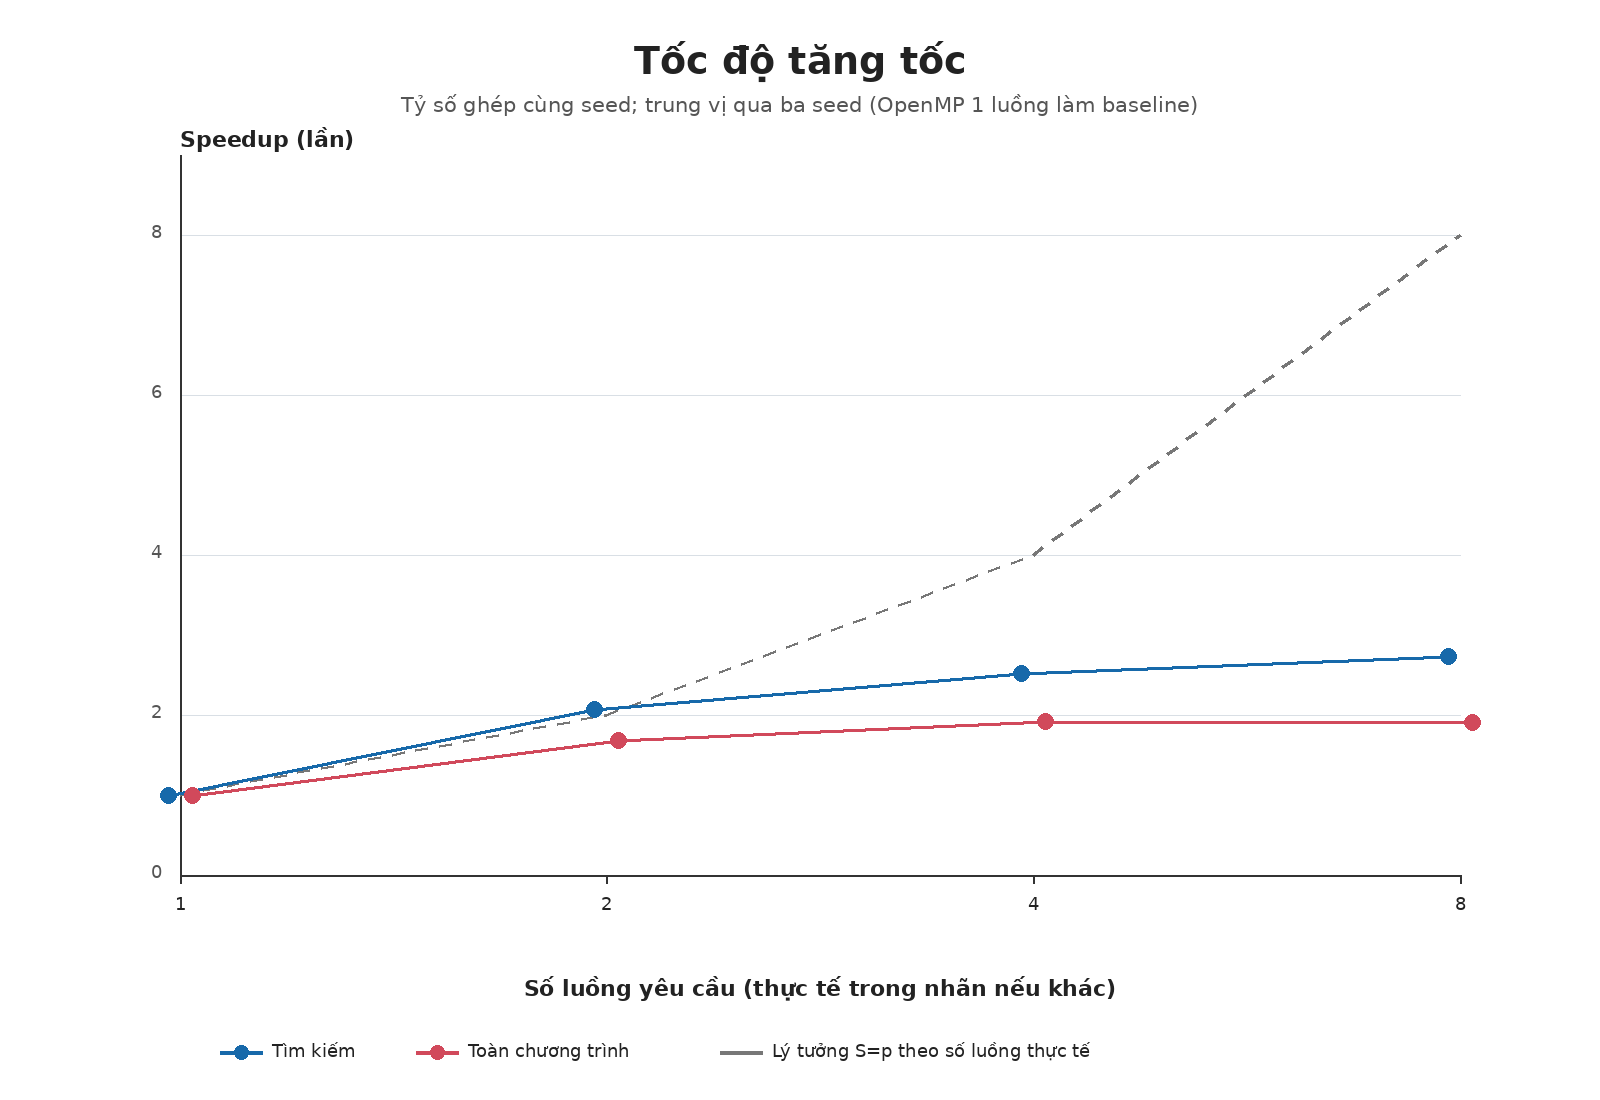 Tốc độ tăng tốc
Tỷ số ghép cùng seed; trung vị qua ba seed (OpenMP 1 luồng làm baseline)
Speedup (lần)
8
6
4
2
0
1 2 4 8
Số luồng yêu cầu (thực tế trong nhãn nếu khác)
Tìm kiếm Toàn chương trình Lý tưởng S=p theo số luồng thực tế